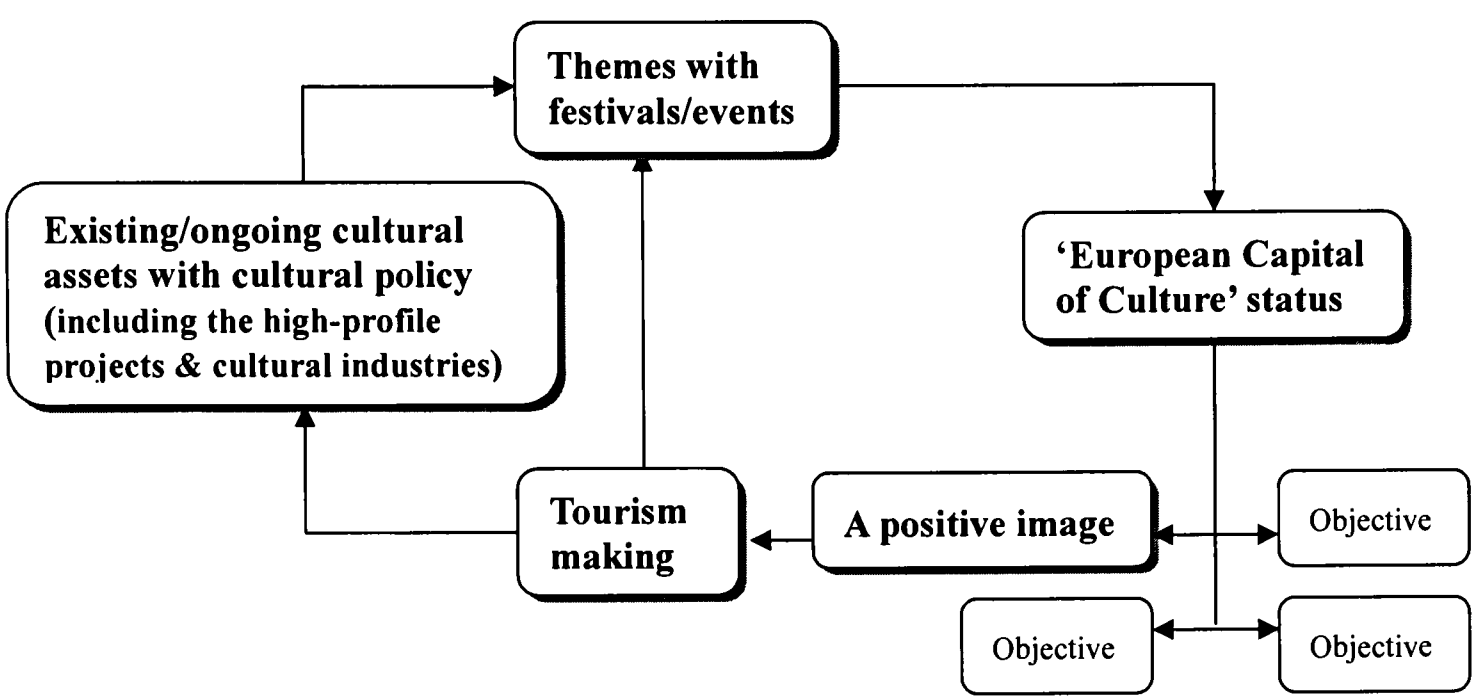 Themes with
festivals/events
Existing/ongoing cultural
assets with cultural policy
(including the high-profile
projects & cultural industries)
‘European Capital
of Culture’ status
Tourism
making
A positive image
Objective
Objective
Objective